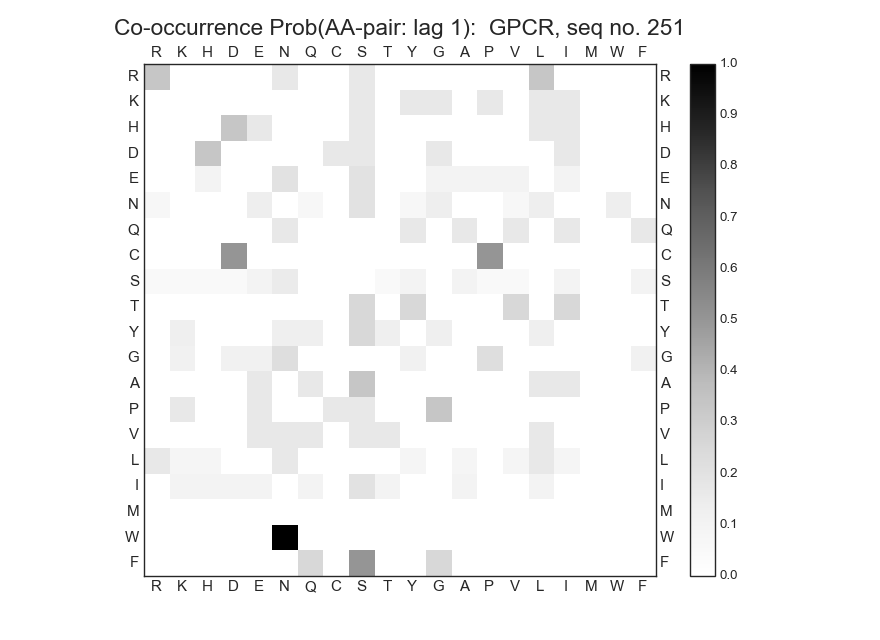 Co-occurrence Prob(AA-pair: lag 1):  GPCR, seq no. 251
R K H D E N Q C S T Y G A P V L I M W F
R R 1.0
K K 0.9
H H
D D 0.8
E E
N N 0.7
Q Q
C C 0.6
S S
T T 0.5
Y Y
G G 0.4
A A
P P 0.3
V V
L L 0.2
I I
M M 0.1
W W
F F 0.0
R K H D E N Q C S T Y G A P V L I M W F